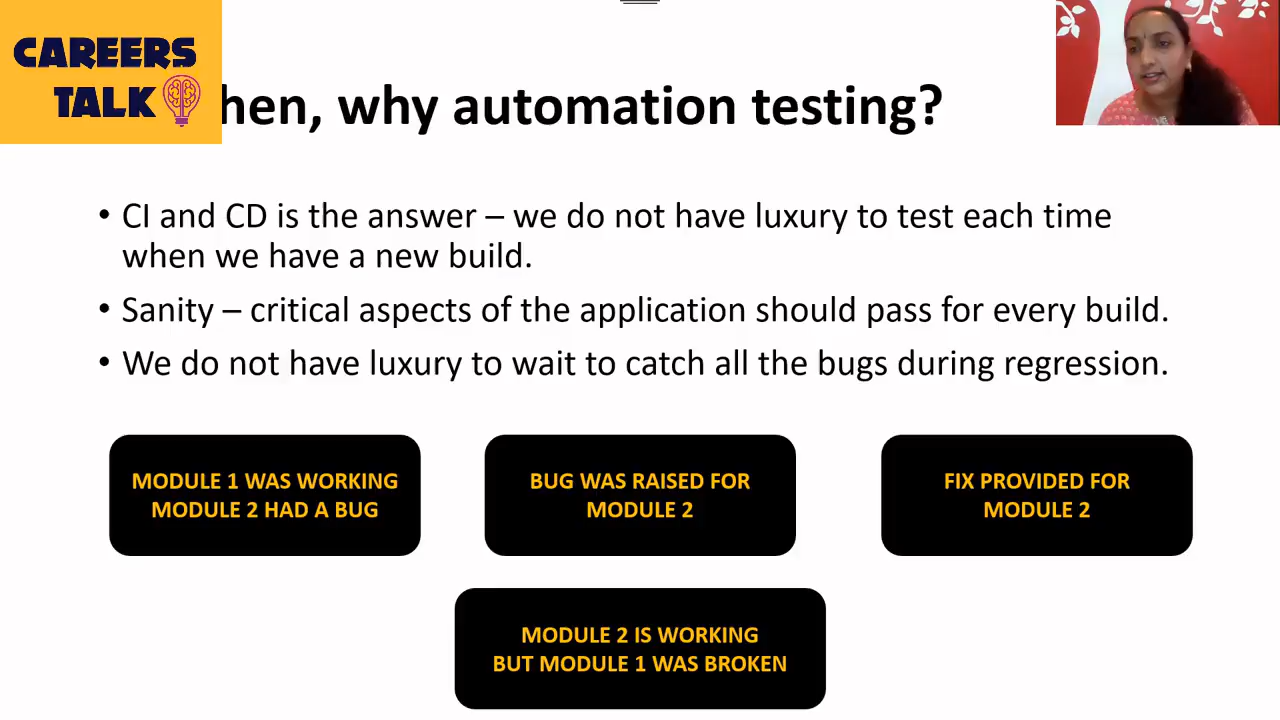 CAREERS
TALK
hen, why automation testing?
• CI and CD is the answer – we do not have luxury to test each time
when we have a new build.
• Sanity – critical aspects of the application should pass for every build.
• We do not have luxury to wait to catch all the bugs during regression.
MODULE 1 WAS WORKING
MODULE 2 HAD A BUG
BUG WAS RAISED FOR
MODULE 2
FIX PROVIDED FOR
MODULE 2
MODULE 2 IS WORKING
BUT MODULE 1 WAS BROKEN